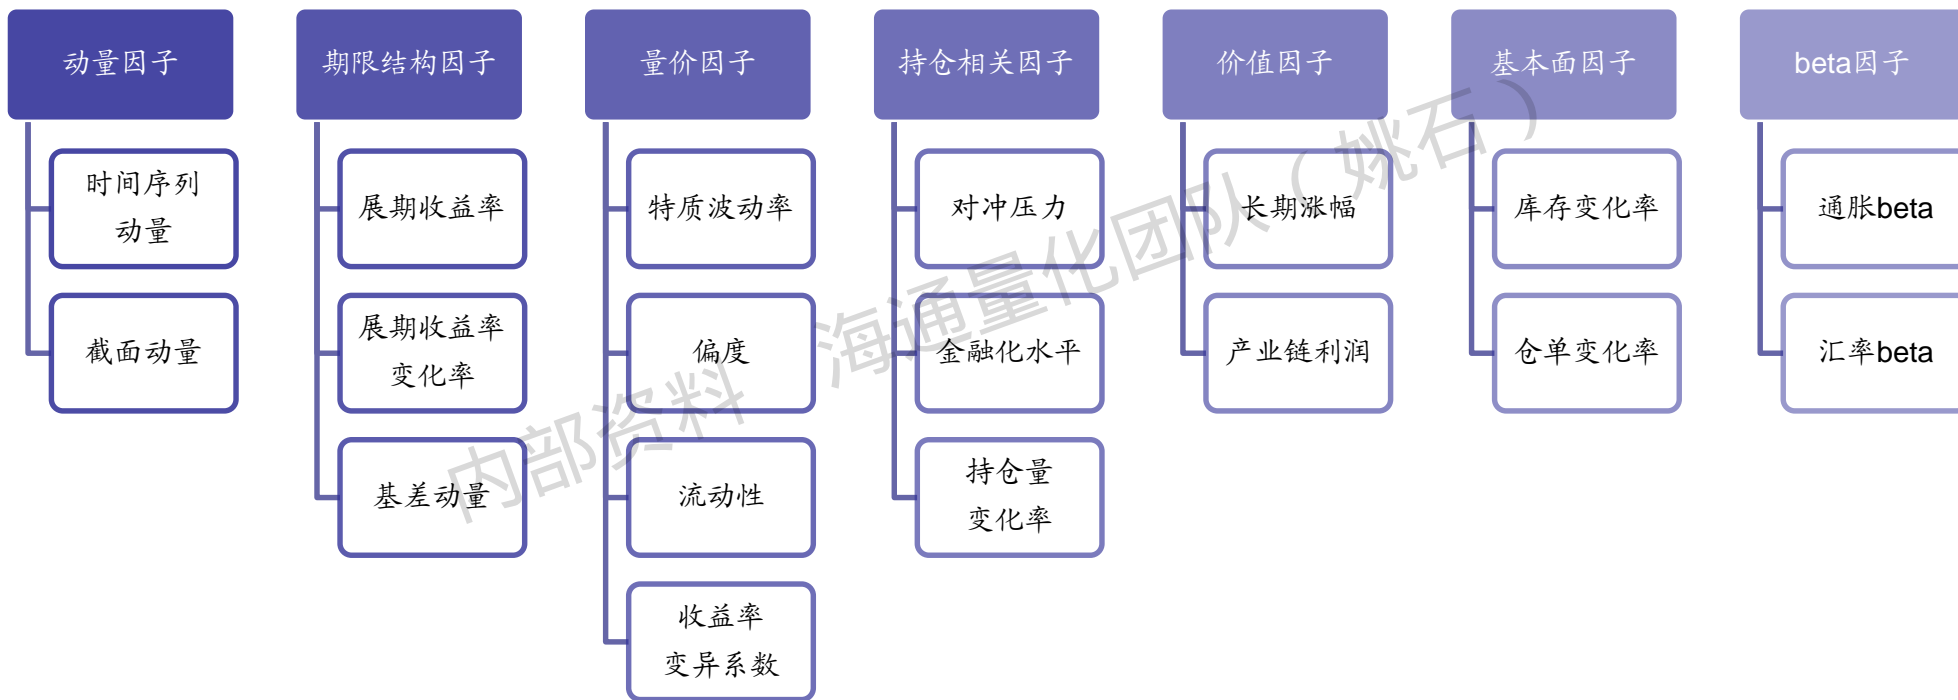 动量因子
时间序列
动量
截面动量
期限结构因子
展期收益率
展期收益率
变化率
基差动量
量价因子
特质波动率
偏度
流动性
收益率
变异系数
持仓相关因子
对冲压力
金融化水平
持仓量
变化率
价值因子
长期涨幅
产业链利润
基本面因子
库存变化率
仓单变化率
beta因子
通胀beta
汇率beta
内部资料 海通量化团队（姚石）